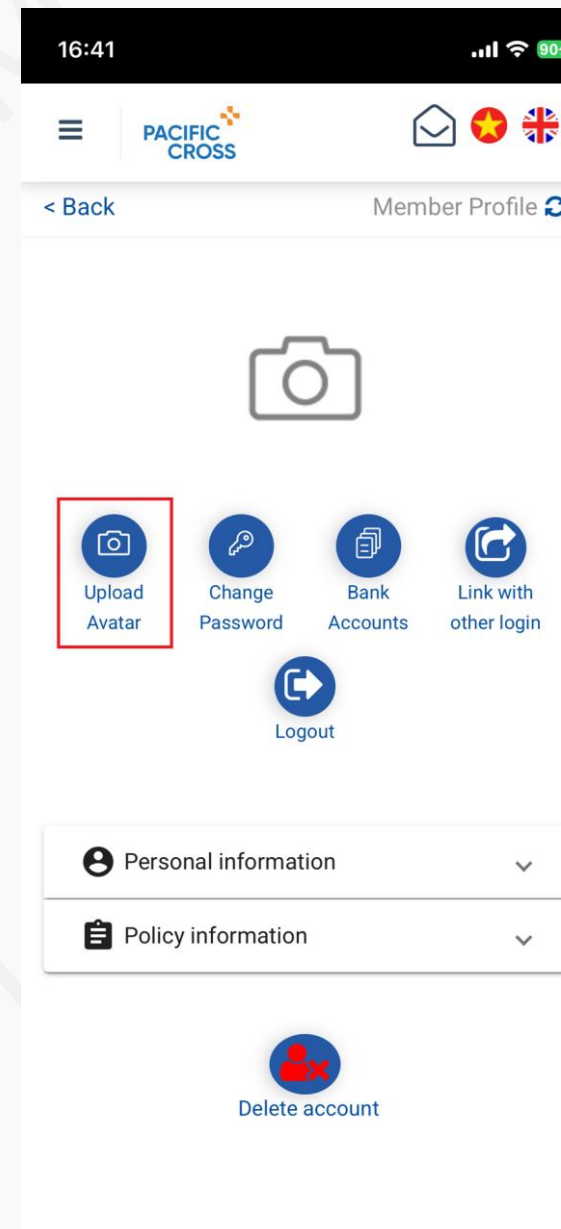 16:41
90
PACIFIC
CROSS
< Back
Member Profile
Upload
Avatar
Change
Password
Bank
Accounts
Link with
other login
Logout
Personal information
Policy information
Delete account